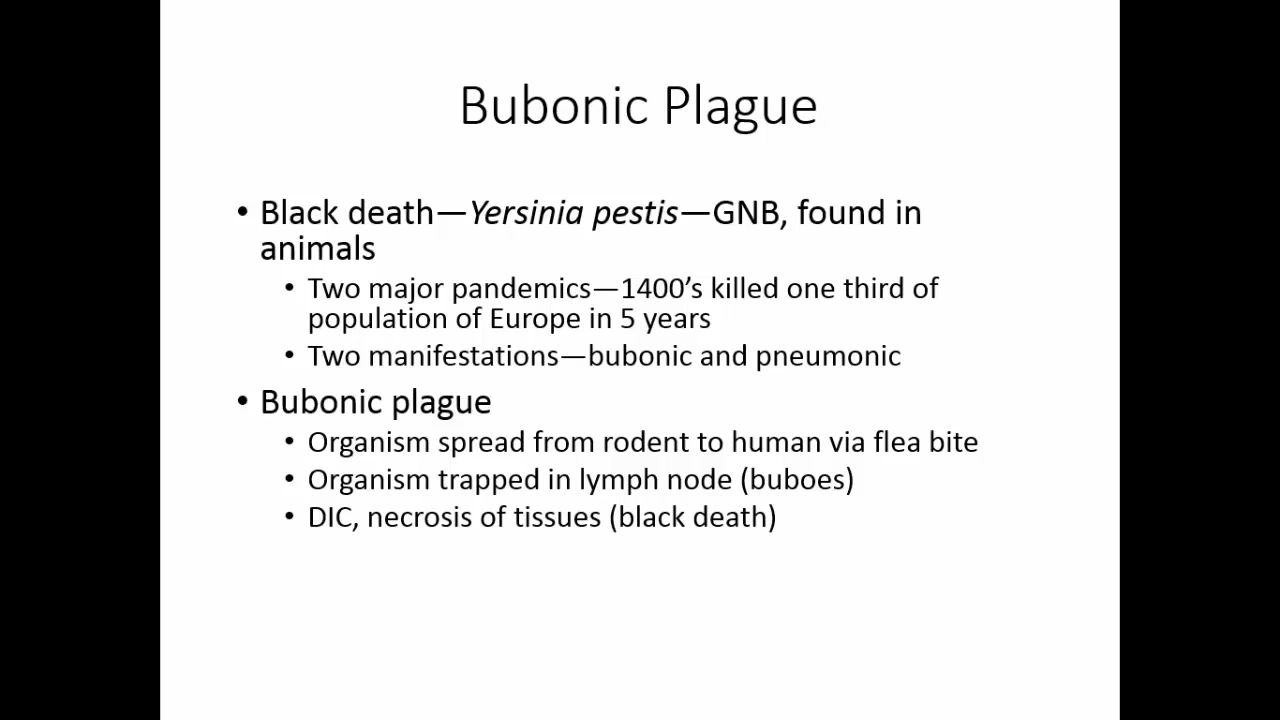 Bubonic Plague
• Black death—Yersinia pestis—GNB, found in
animals
• Two major pandemics—1400’s killed one third of
population of Europe in 5 years
• Two manifestations—bubonic and pneumonic
• Bubonic plague
• Organism spread from rodent to human via flea bite
• Organism trapped in lymph node (buboes)
• DIC, necrosis of tissues (black death)